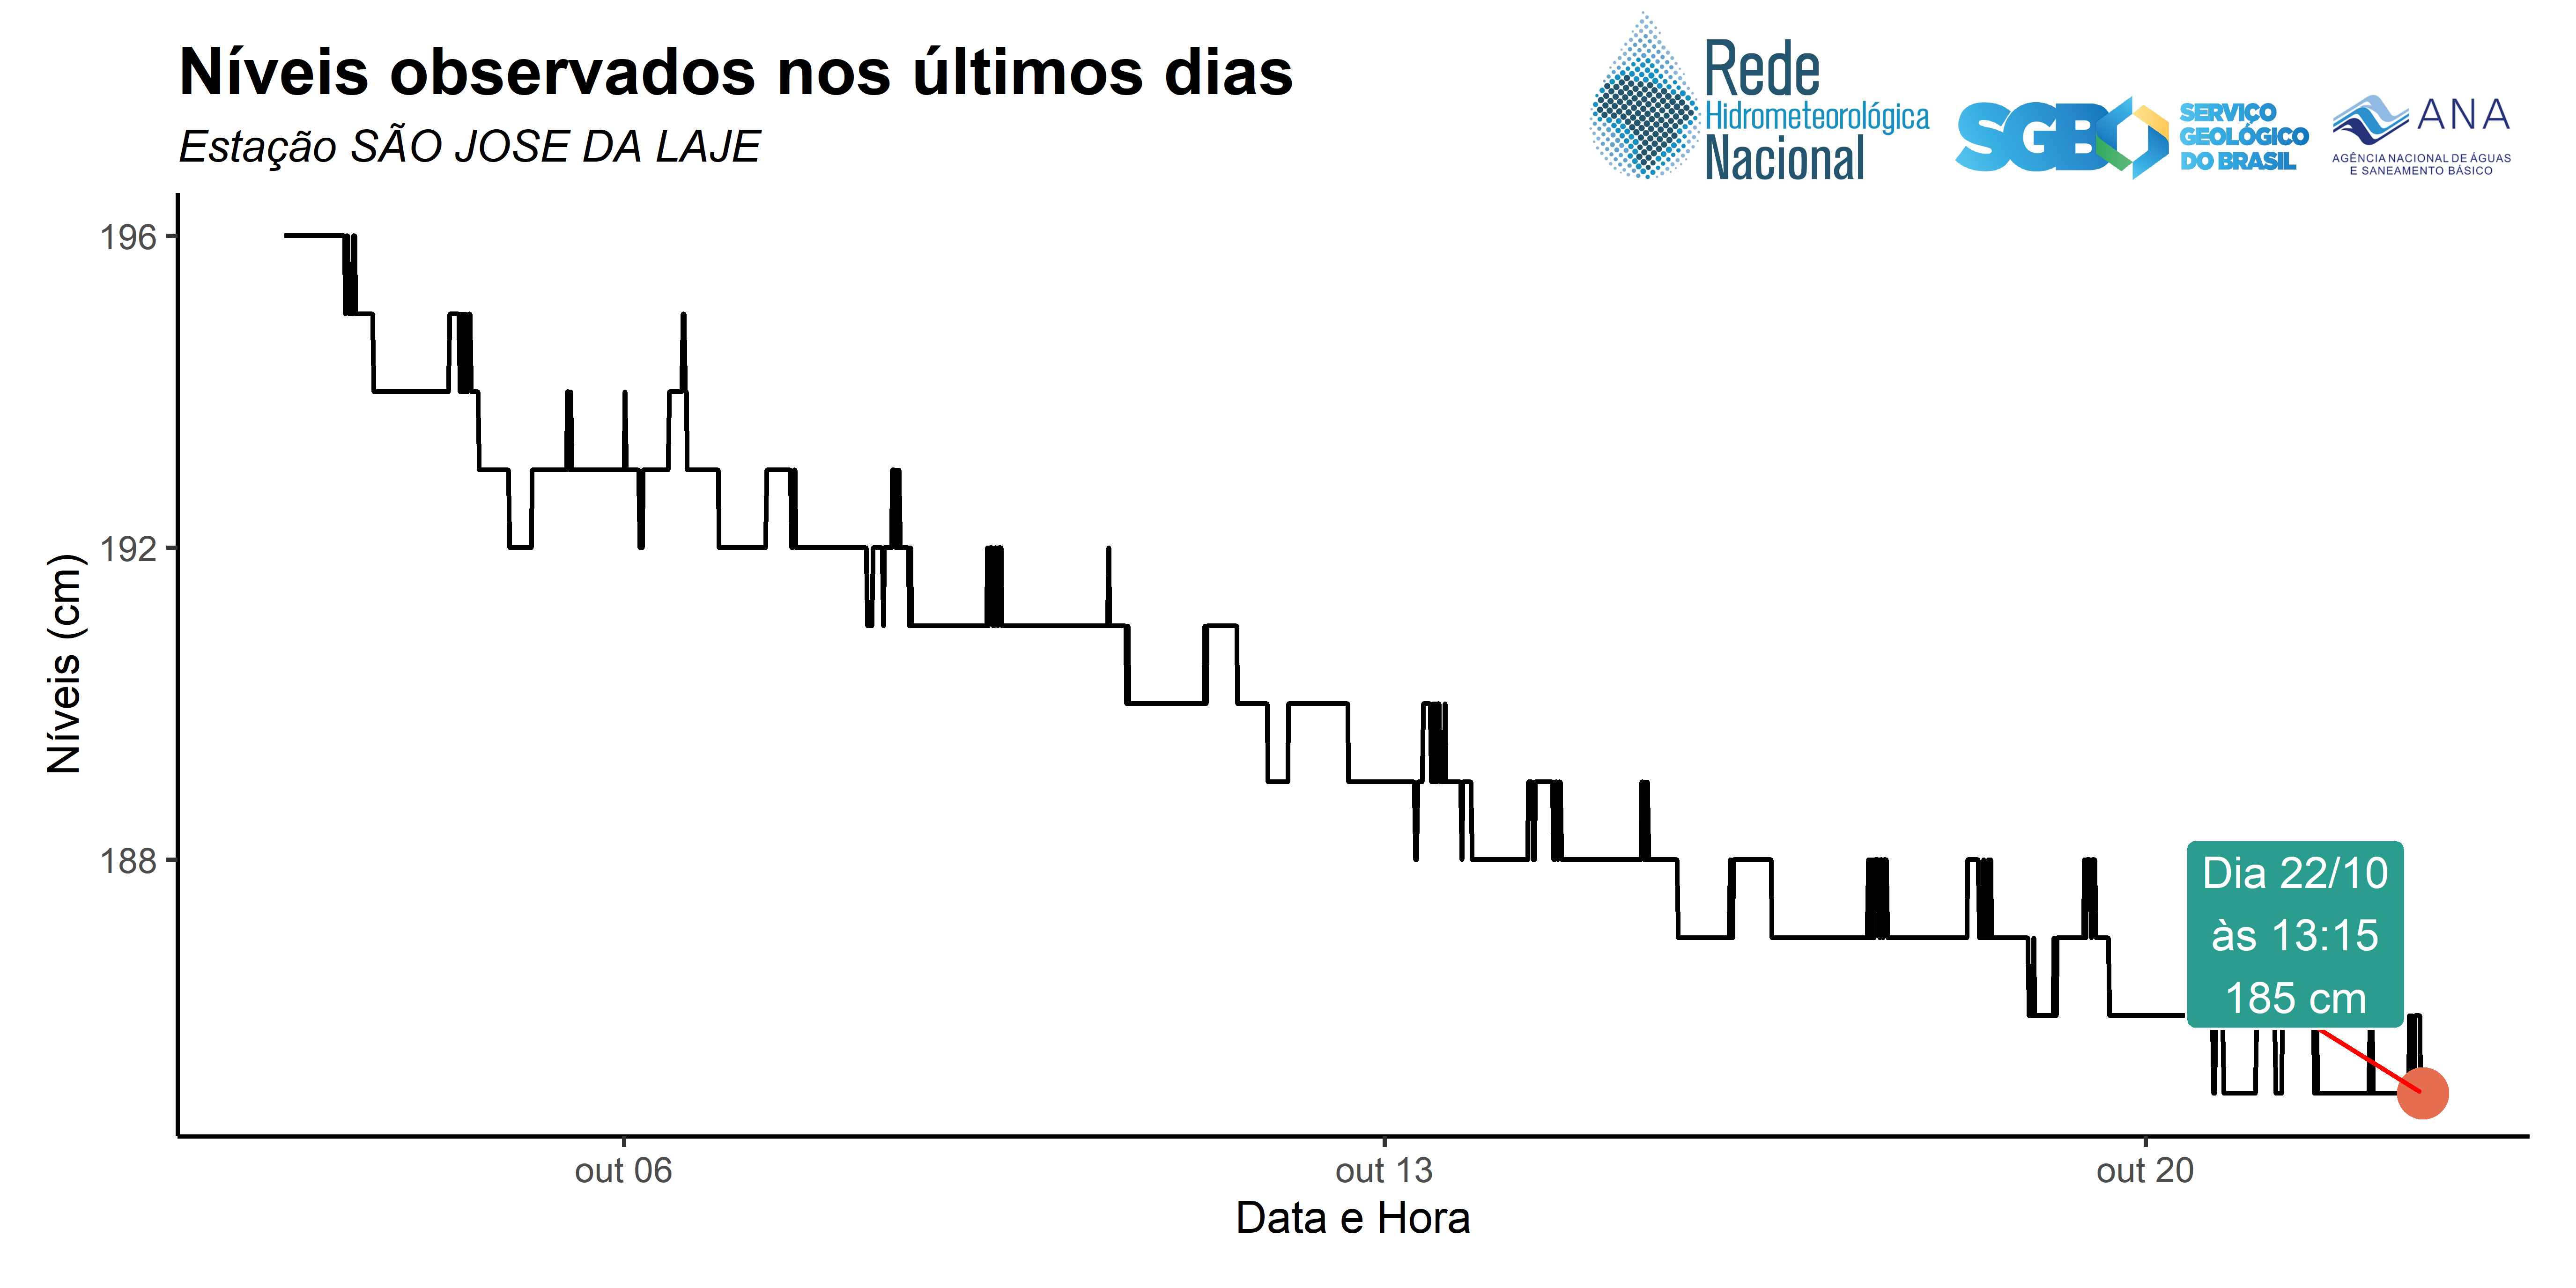 Níveis observados nos últimos dias
Estação SÃO JOSE DA LAJE
Rede
Hidrometeorológica
Nacional
SGB
SERVIÇO
GEOLÓGICO
DO BRASIL
ANA
AGÊNCIA NACIONAL DE ÁGUAS
E SANEAMENTO BÁSICO
Níveis (cm)
196
192
188
Dia 22/10
às 13:15
185 cm
out 06
out 13
out 20
Data e Hora